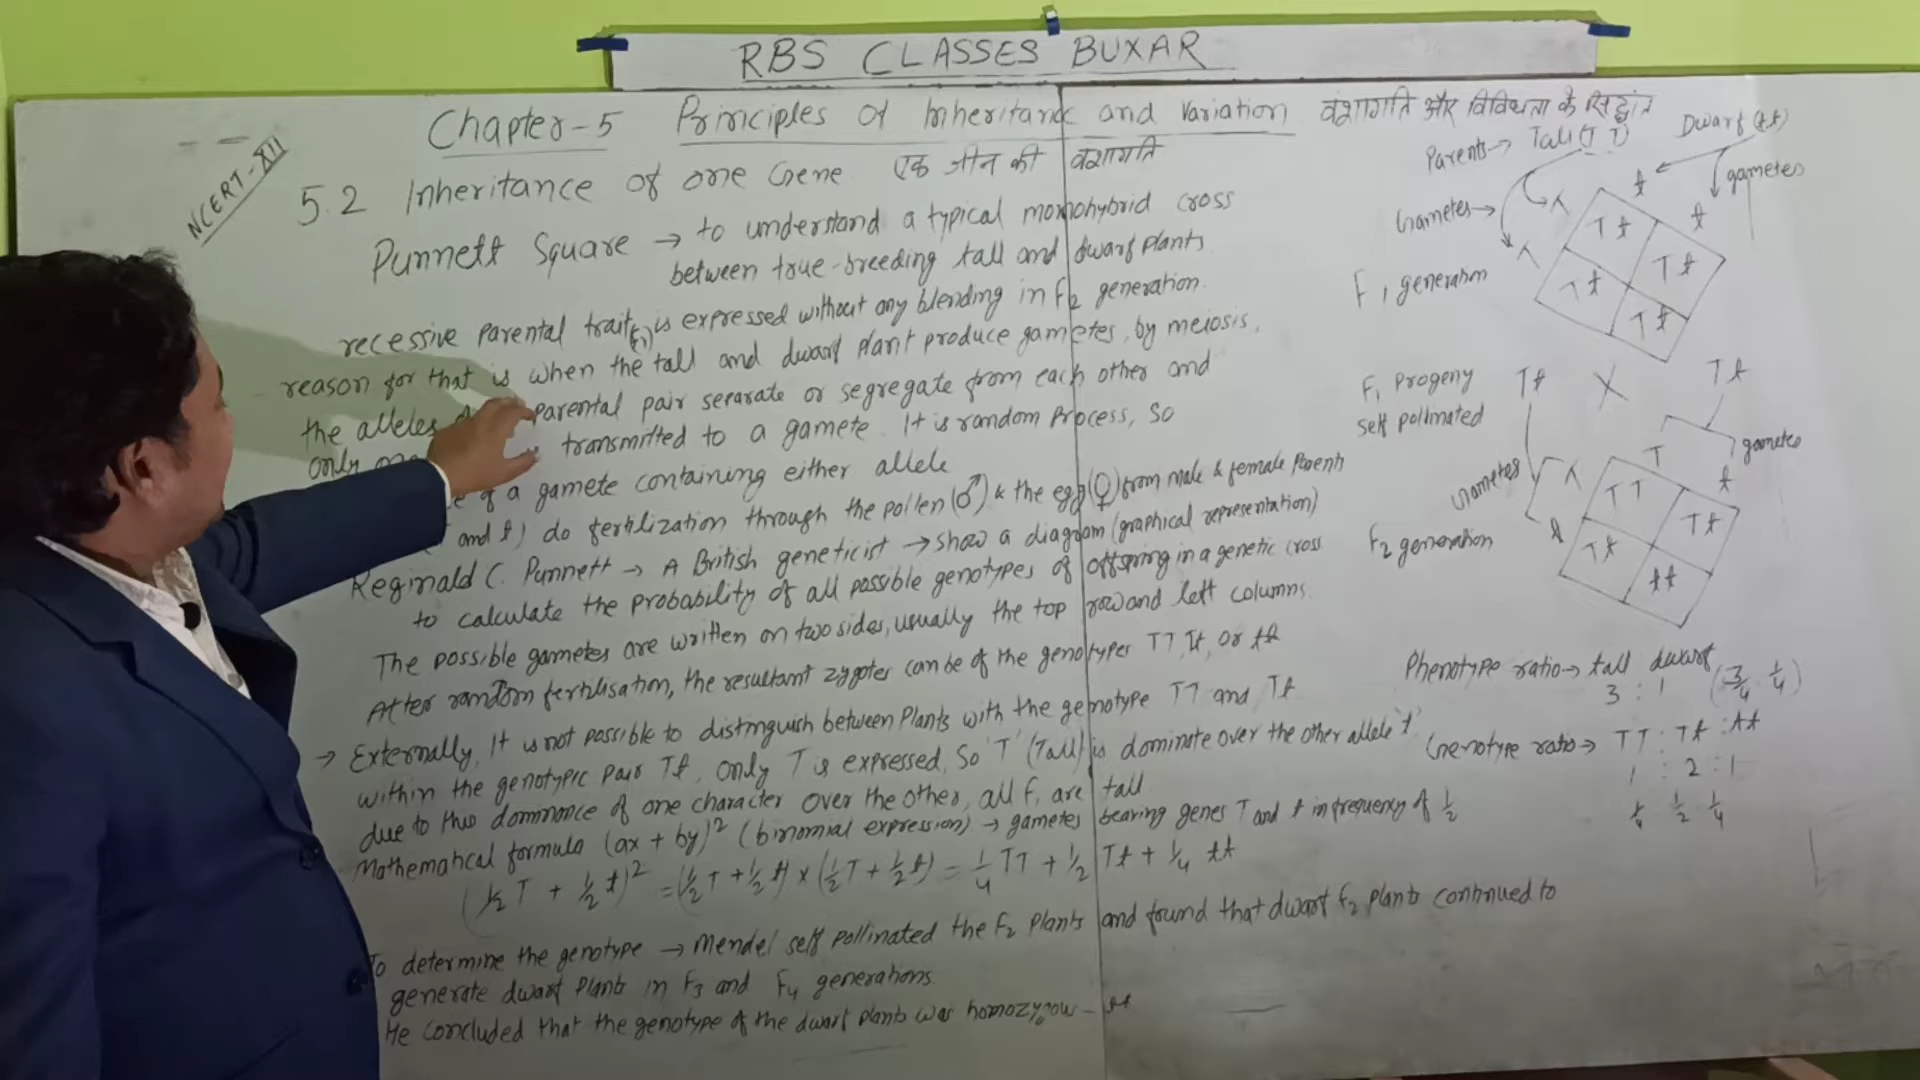 RBS CLASSES BUXAR
NCERT-XII
Chapter-5 Principles of Inheritance and Variation वंशागति और विविधता के सिद्धांत
5.2 Inheritance of one Gene एक जीन की वंशागति
Punnett Square → to understand a typical monohybrid cross
between true-breeding tall and dwarf plants
recessive parental trait is expressed without any blending in F2 generation.
reason for that is when the tall and dwarf plant produce gametes, by meiosis,
the alleles parental pair separate or segregate from each other and
only transmitted to a gamete. It is random process, so
of a gamete containing either allele
and t) do fertilization through the pollen (♂) & the egg (♀) from male & female Parents
Reginald C. Punnett → A British geneticist → show a diagram (graphical representation)
to calculate the probability of all possible genotypes of offspring in a genetic cross
The possible gametes are written on two sides, usually the top row and left columns.
After random fertilisation, the resultant zygotes can be of the genotypes TT, Tt, or tt
→ Externally, It is not possible to distinguish between Plants with the genotype TT and Tt
within the genotypic pair Tt, only T is expressed, So 'T' (Tall) is dominate over the other allele 't'
due to this dominance of one character over the other, all F1 are tall
Mathematical formula (ax + by)² (binomial expression) → gametes bearing genes T and t in frequency of 1/2
(1/2 T + 1/2 t)² = (1/2 T + 1/2 t) × (1/2 T + 1/2 t) = 1/4 TT + 1/2 Tt + 1/4 tt
To determine the genotype → Mendel self pollinated the F2 plants and found that dwarf F2 plants continued to
generate dwarf plants in F3 and F4 generations.
He concluded that the genotype of the dwarf plants was homozygous - tt
Parents → Tall (TT) Dwarf (tt)
Gametes → T t gametes
T t
Tt Tt
Tt Tt
F1 generation
F1 Progeny Tt X Tt
self pollinated
Gametes T T gametes
t t
TT Tt
Tt tt
F2 generation
Phenotype ratio → tall dwarf
3 : 1 (3/4 1/4)
Genotype ratio → TT : Tt : tt
1 : 2 : 1
1/4 1/2 1/4